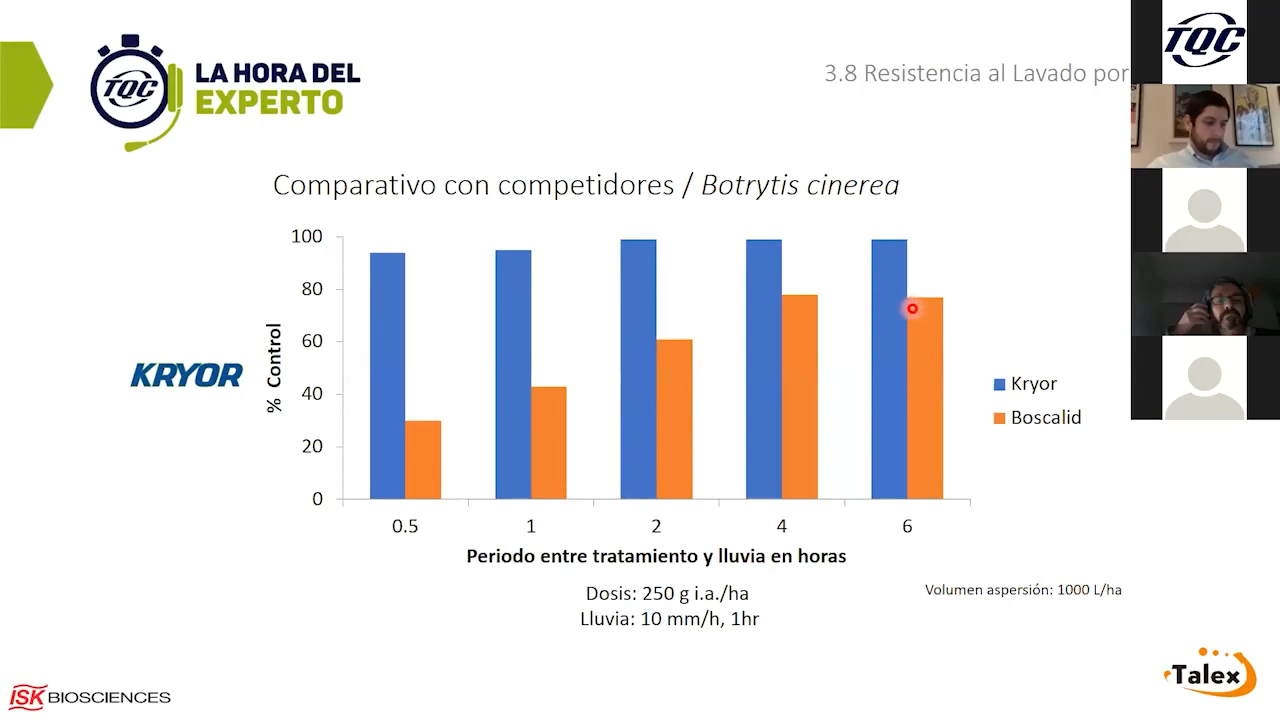 TQC
LA HORA DEL
EXPERTO
3.8 Resistencia al Lavado por
TQC
Comparativo con competidores / Botrytis cinerea
KRYOR
% Control
100
80
60
40
20
0
0.5 1 2 4 6
Periodo entre tratamiento y lluvia en horas
Kryor
Boscalid
Dosis: 250 g i.a./ha
Lluvia: 10 mm/h, 1hr
Volumen aspersión: 1000 L/ha
ISK BIOSCIENCES
Talex